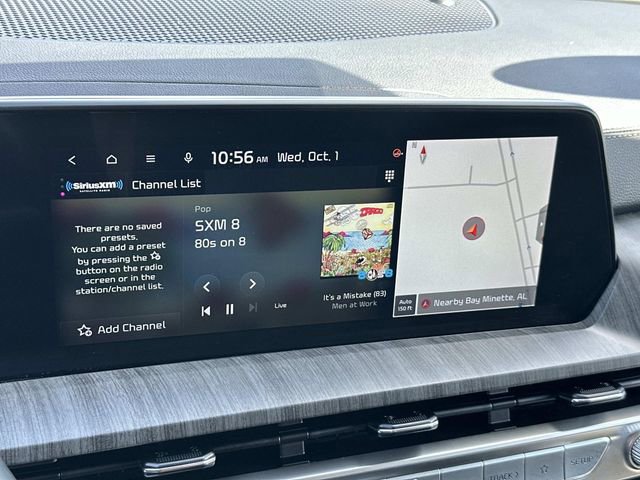 10:56 AM Wed, Oct. 1
SiriusXM
SATELLITE RADIO
Channel List
There are no saved
presets.
You can add a preset
by pressing the
button on the radio
screen or in the
station/channel list.
Add Channel
Pop
SXM 8
80s on 8
Live
It's a Mistake (83)
Men at Work
N
Auto
150 ft
Nearby Bay Minette, AL
TRACK
SETUP